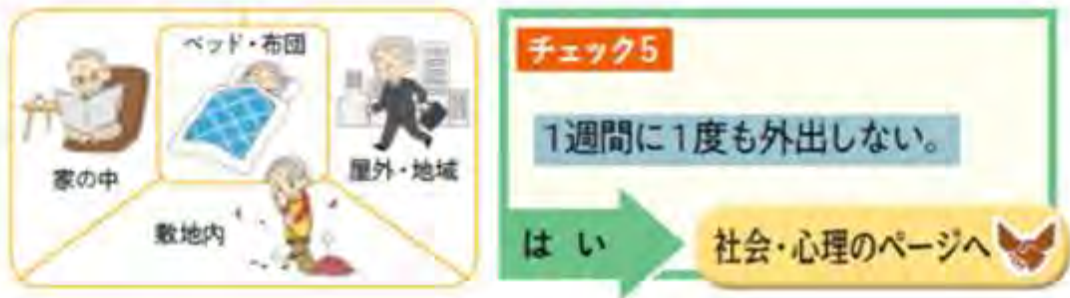 ベッド・布団
家の中
屋外・地域
敷地内
チェック5
1週間に1度も外出しない。
はい
社会・心理のページへ